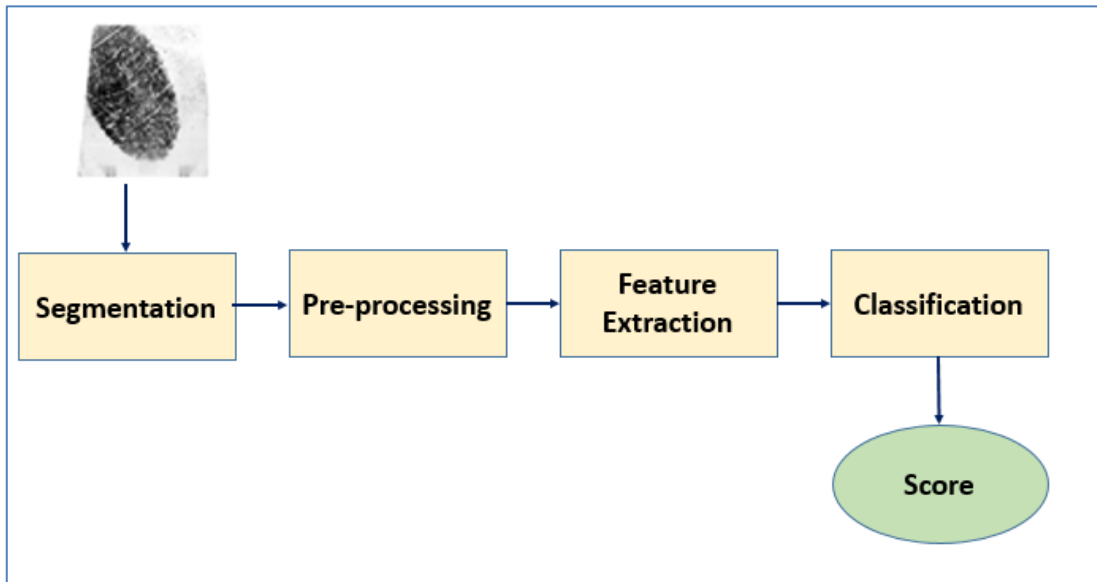 Segmentation
Pre-processing
Feature
Extraction
Classification
Score